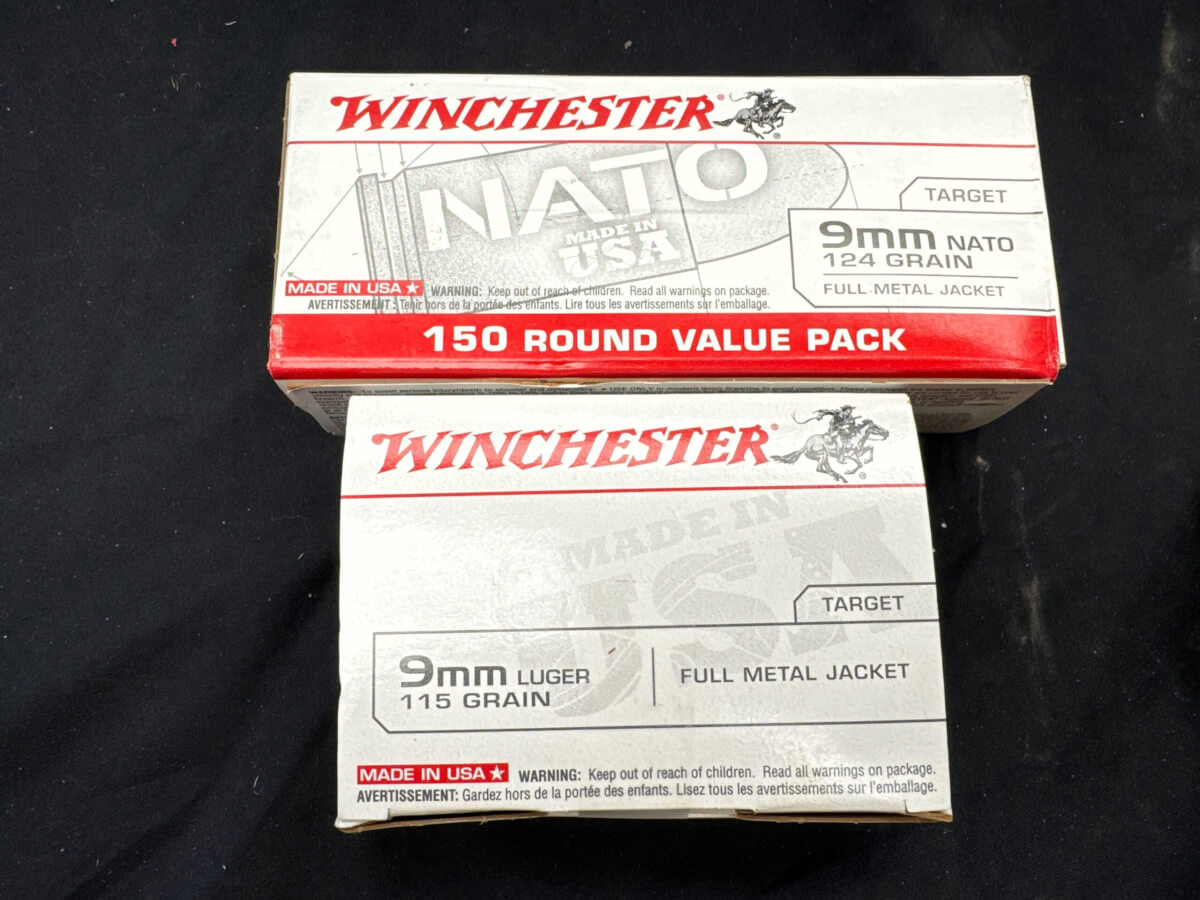 WINCHESTER®
NATO
MADE IN
USA
TARGET
9mm NATO
124 GRAIN
FULL METAL JACKET
MADE IN USA ★ WARNING: Keep out of reach of children. Read all warnings on package.
AVERTISSEMENT : Tenir hors de la portée des enfants. Lire tous les avertissements sur l'emballage.
150 ROUND VALUE PACK
WINCHESTER®
MADE IN
USA
TARGET
9mm LUGER
115 GRAIN
FULL METAL JACKET
MADE IN USA ★ WARNING: Keep out of reach of children. Read all warnings on package.
AVERTISSEMENT: Gardez hors de la portée des enfants. Lisez tous les avertissements sur l'emballage.